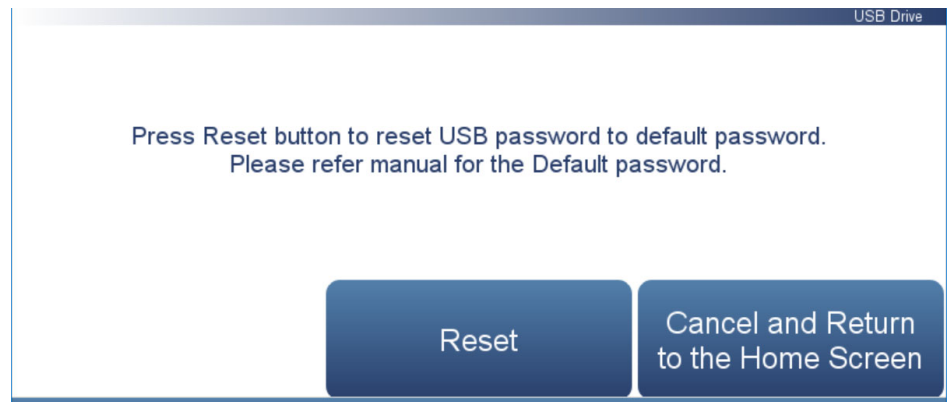 USB Drive
Press Reset button to reset USB password to default password.
Please refer manual for the Default password.
Reset
Cancel and Return
to the Home Screen